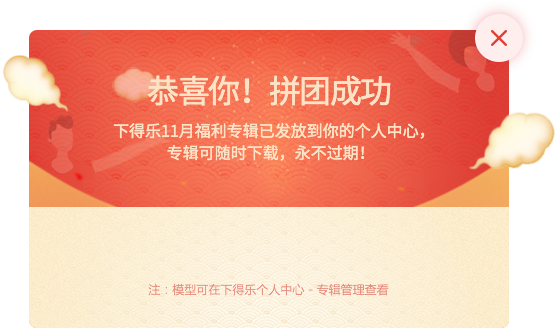 恭喜你！拼团成功
下得乐11月福利专辑已发放到你的个人中心，
专辑可随时下载，永不过期！
注：模型可在下得乐个人中心 - 专辑管理查看